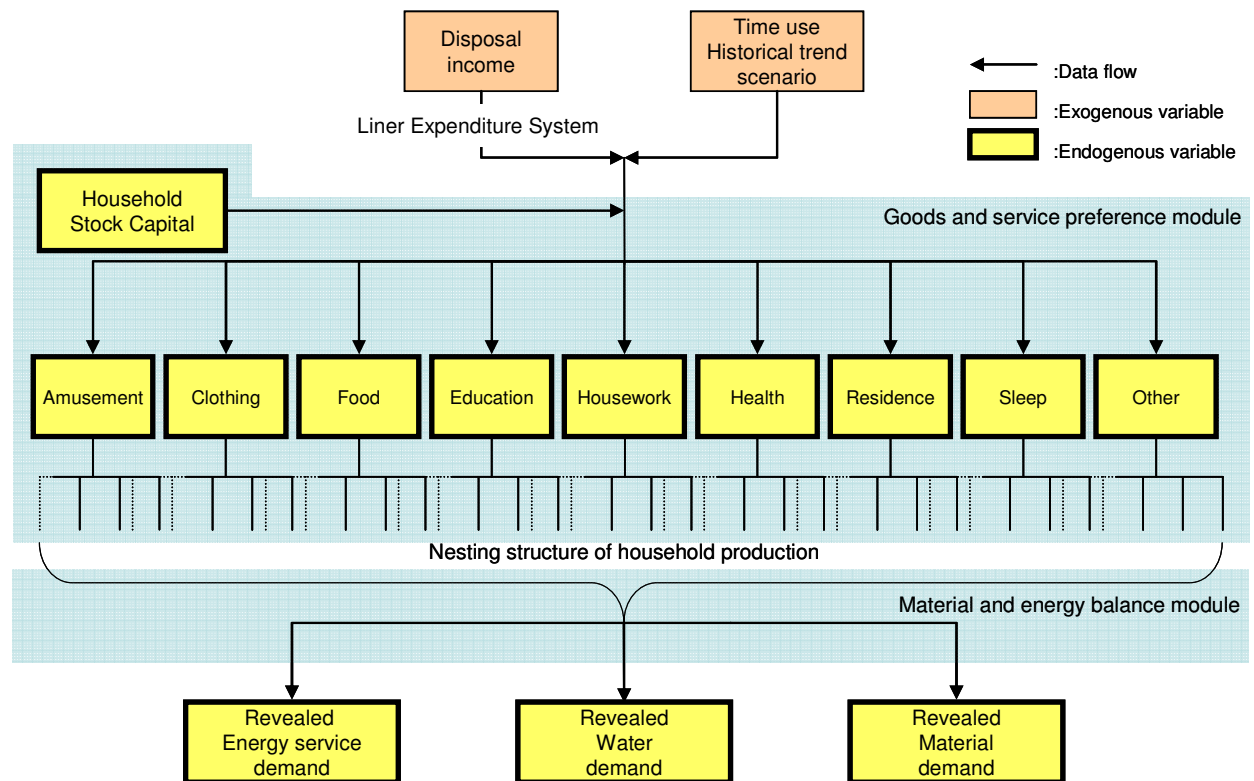 Disposal
income
Time use
Historical trend
scenario
:Data flow
:Exogenous variable
:Endogenous variable
Liner Expenditure System
Household
Stock Capital
Goods and service preference module
Amusement
Clothing
Food
Education
Housework
Health
Residence
Sleep
Other
Nesting structure of household production
Material and energy balance module
Revealed
Energy service
demand
Revealed
Water
demand
Revealed
Material
demand